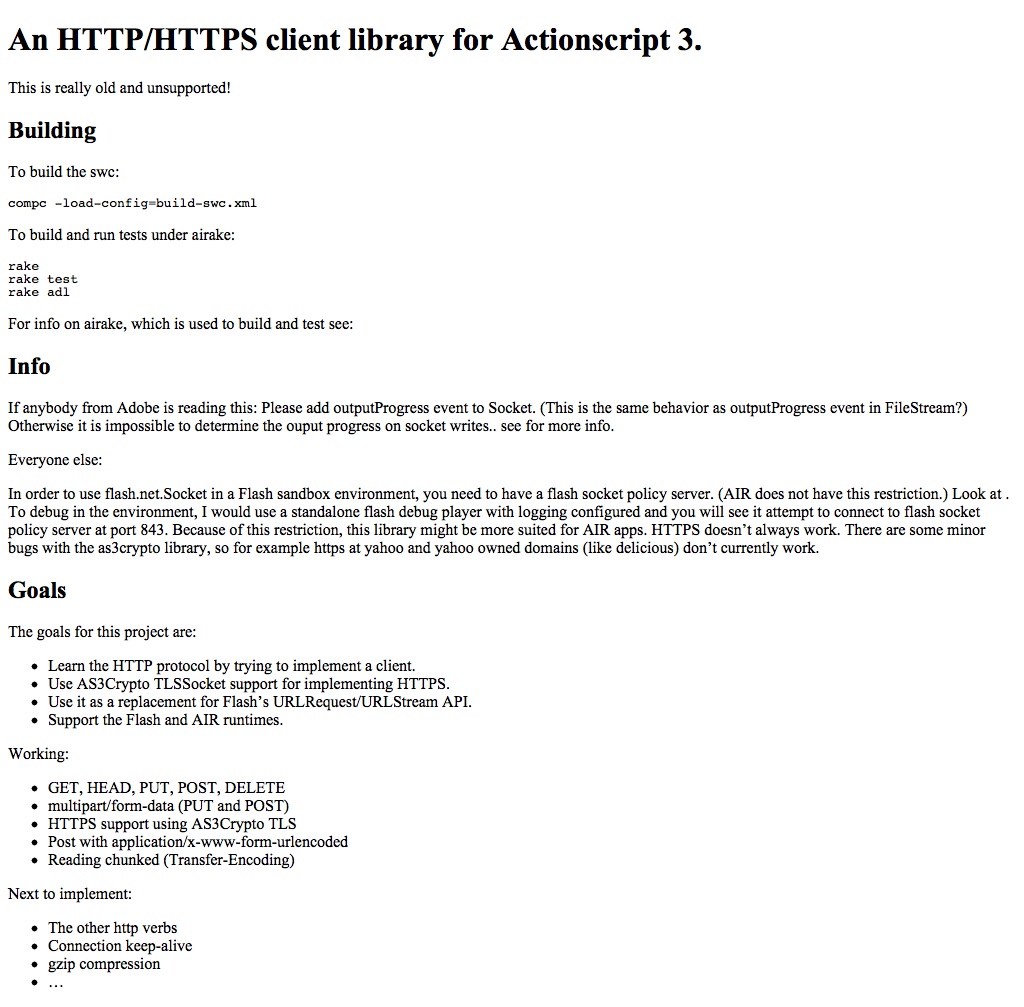 An HTTP/HTTPS client library for Actionscript 3.
This is really old and unsupported!
Building
To build the swc:
compc -load-config=build-swc.xml
To build and run tests under airake:
rake
rake test
rake adl
For info on airake, which is used to build and test see:
Info
If anybody from Adobe is reading this: Please add outputProgress event to Socket. (This is the same behavior as outputProgress event in FileStream?)
Otherwise it is impossible to determine the ouput progress on socket writes.. see for more info.
Everyone else:
In order to use flash.net.Socket in a Flash sandbox environment, you need to have a flash socket policy server. (AIR does not have this restriction.) Look at .
To debug in the environment, I would use a standalone flash debug player with logging configured and you will see it attempt to connect to flash socket
policy server at port 843. Because of this restriction, this library might be more suited for AIR apps. HTTPS doesn’t always work. There are some minor
bugs with the as3crypto library, so for example https at yahoo and yahoo owned domains (like delicious) don’t currently work.
Goals
The goals for this project are:
• Learn the HTTP protocol by trying to implement a client.
• Use AS3Crypto TLSSocket support for implementing HTTPS.
• Use it as a replacement for Flash’s URLRequest/URLStream API.
• Support the Flash and AIR runtimes.
Working:
• GET, HEAD, PUT, POST, DELETE
• multipart/form-data (PUT and POST)
• HTTPS support using AS3Crypto TLS
• Post with application/x-www-form-urlencoded
• Reading chunked (Transfer-Encoding)
Next to implement:
• The other http verbs
• Connection keep-alive
• gzip compression
• …